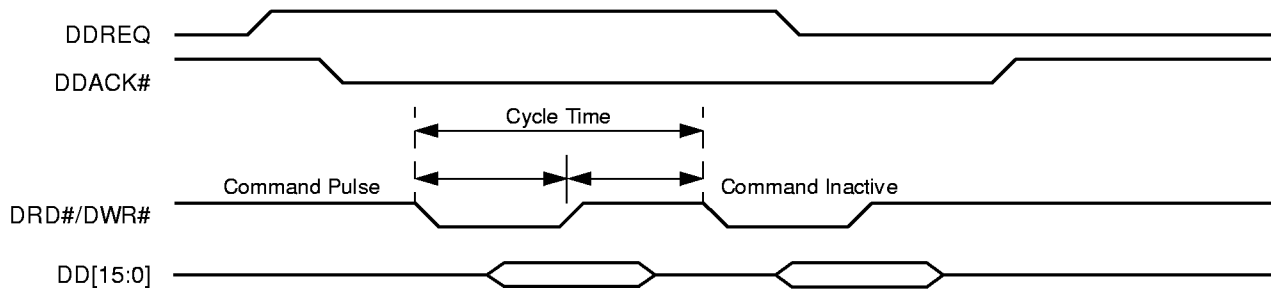 DDREQ
DDACK#
Cycle Time
Command Pulse
Command Inactive
DRD#/DWR#
DD[15:0]